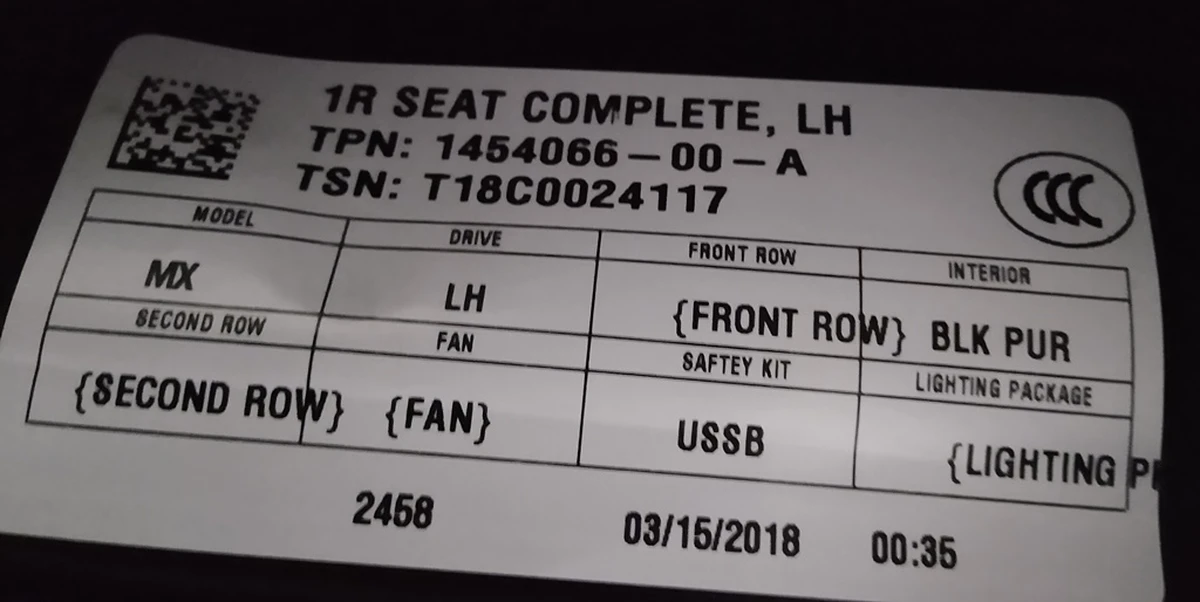 1R SEAT COMPLETE, LH
TPN: 1454066-00-A
TSN: T18C0024117
CCC
MODEL DRIVE FRONT ROW INTERIOR
MX LH {FRONT ROW} BLK PUR
SECOND ROW FAN SAFTEY KIT LIGHTING PACKAGE
{SECOND ROW} {FAN} USSB {LIGHTING
2458 03/15/2018 00:35